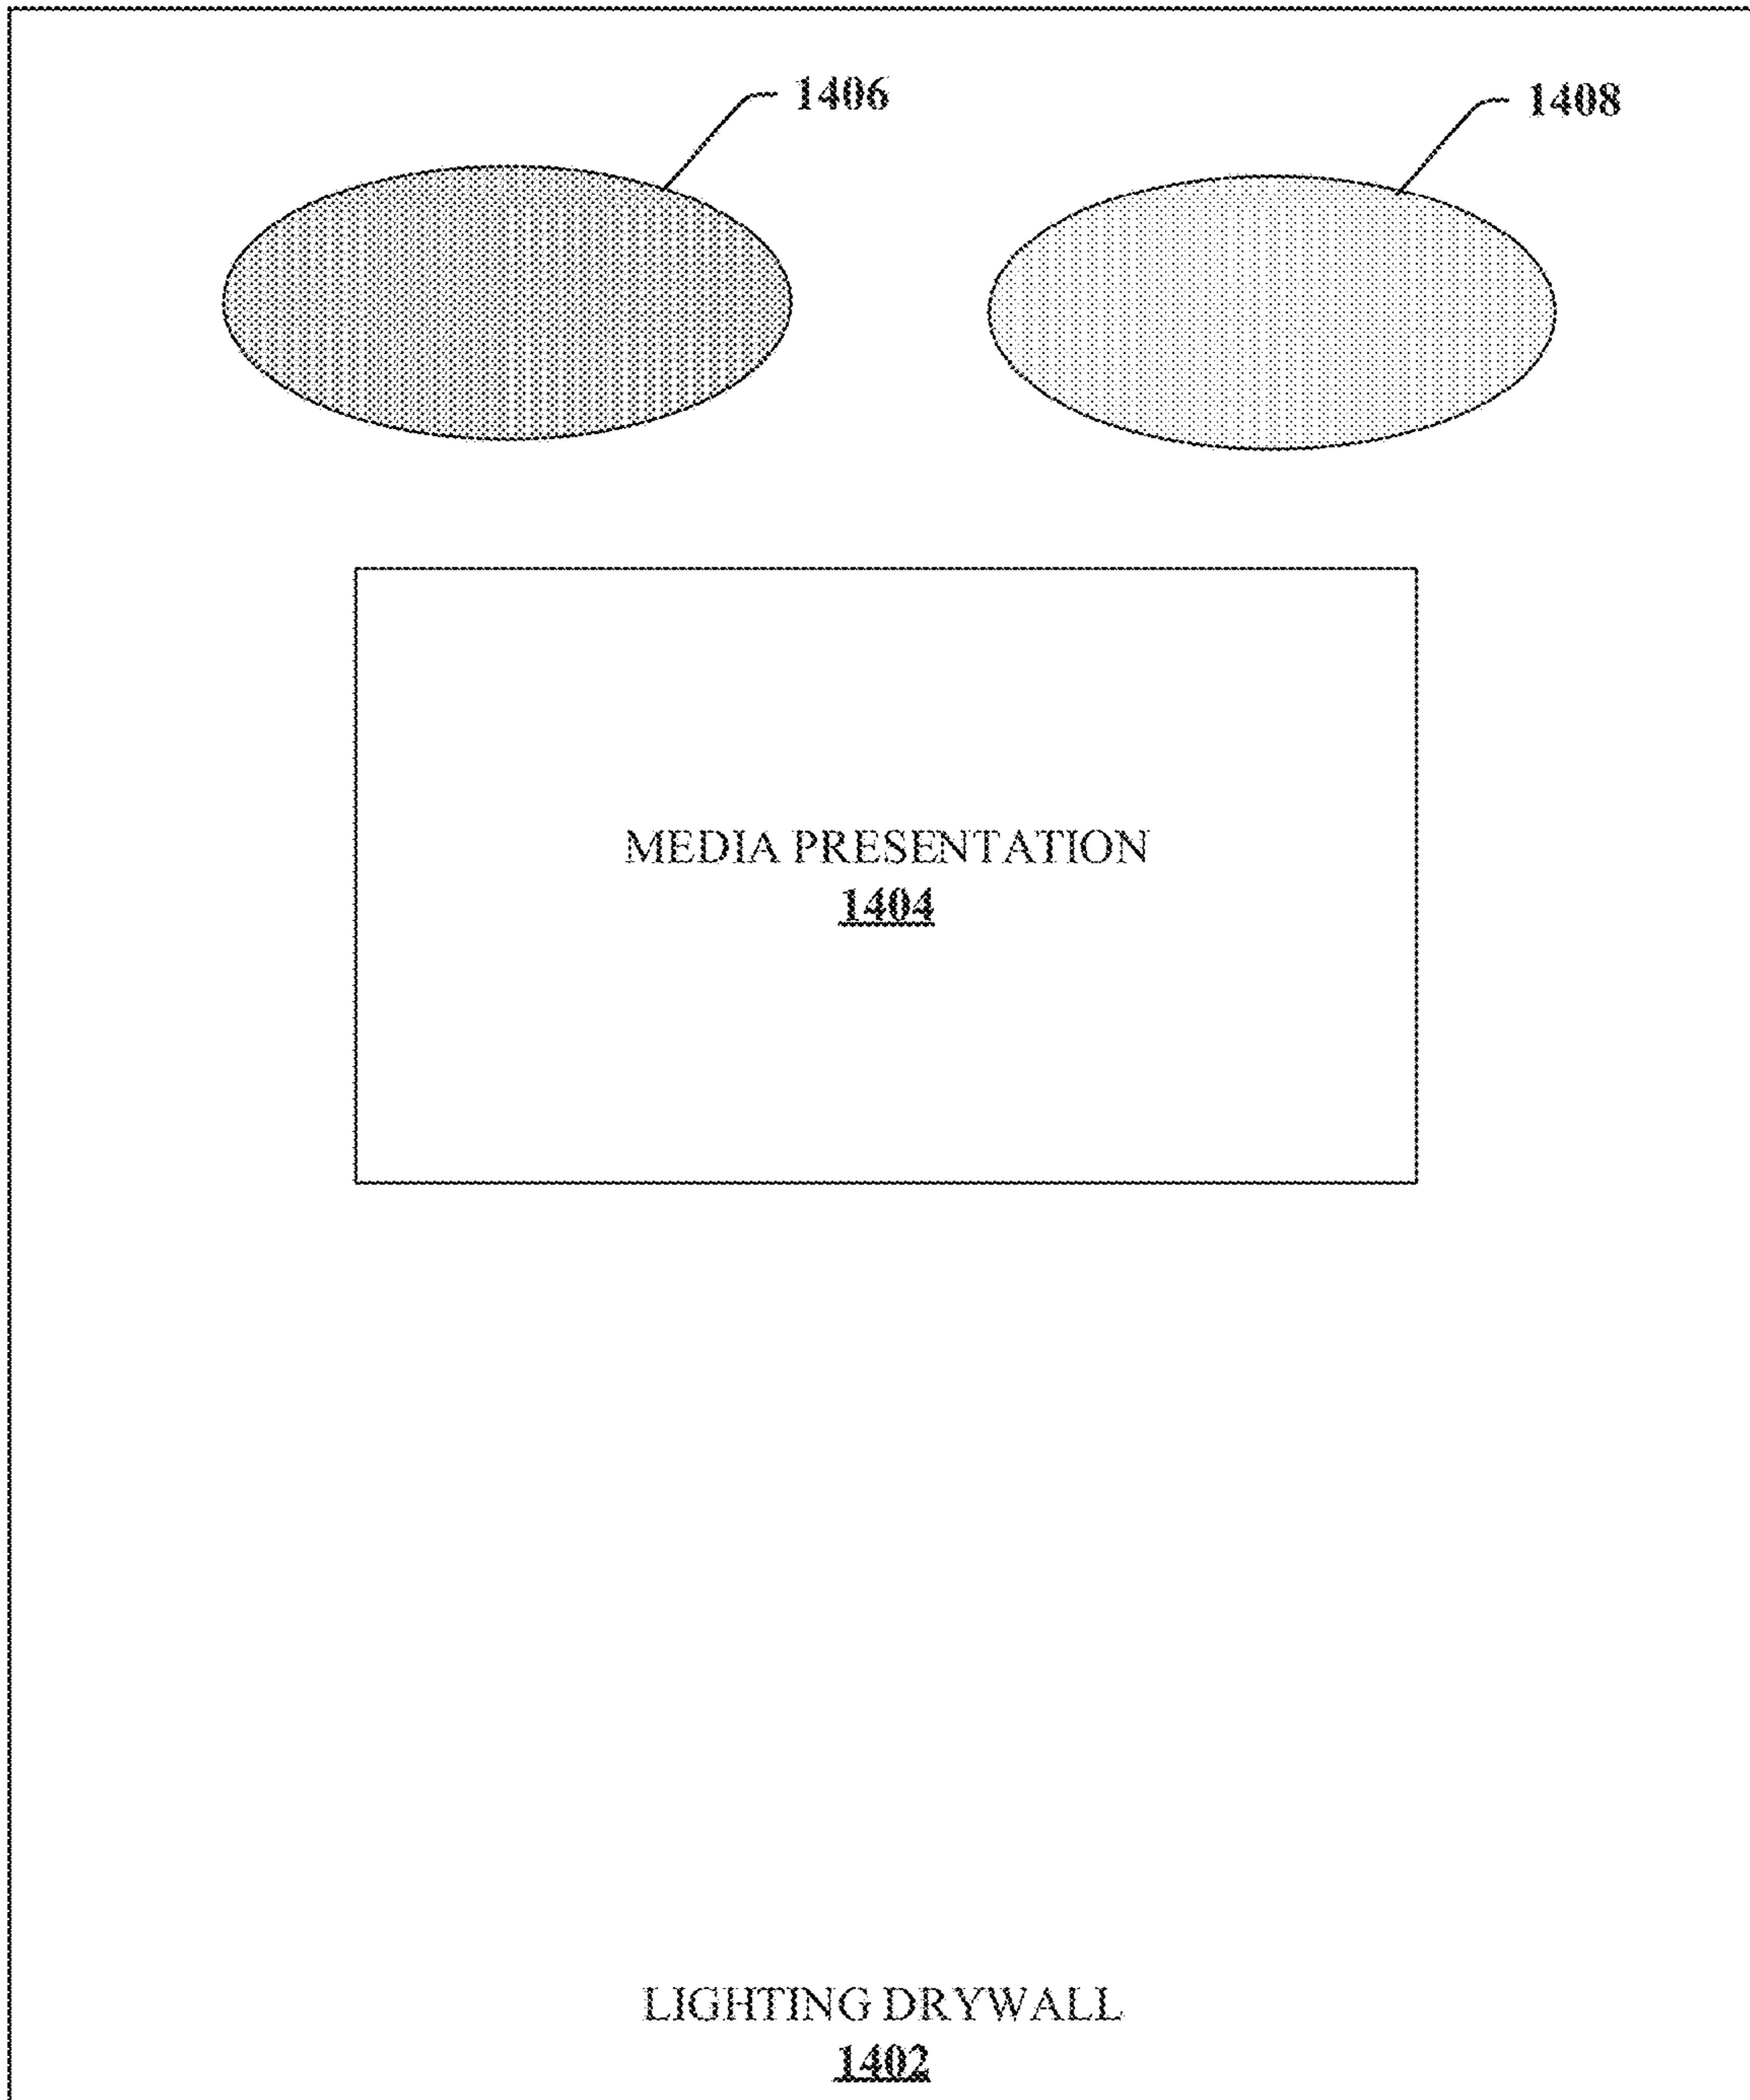 1406
1408
MEDIA PRESENTATION
1404
LIGHTING DRYWALL
1402